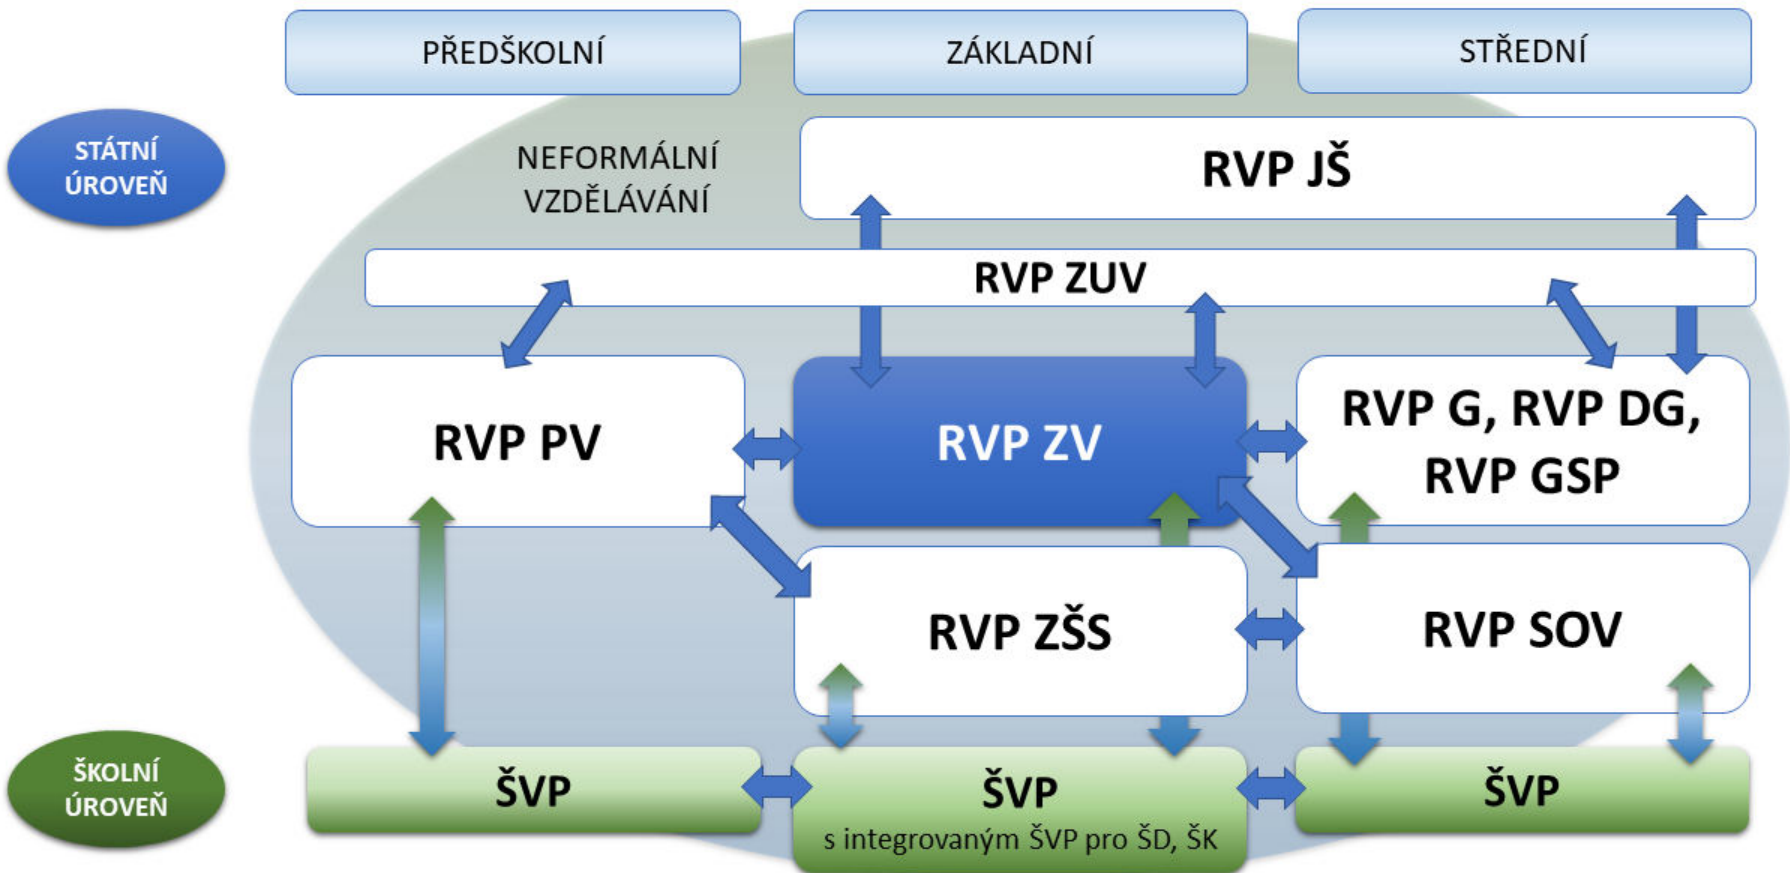 PŘEDŠKOLNÍ
ZÁKLADNÍ
STŘEDNÍ
STÁTNÍ
ÚROVEŇ
NEFORMÁLNÍ
VZDĚLÁVÁNÍ
RVP JŠ
RVP ZUV
RVP PV
RVP ZV
RVP G, RVP DG,
RVP GSP
RVP ZŠS
RVP SOV
ŠKOLNÍ
ÚROVEŇ
ŠVP
ŠVP
s integrovaným ŠVP pro ŠD, ŠK
ŠVP